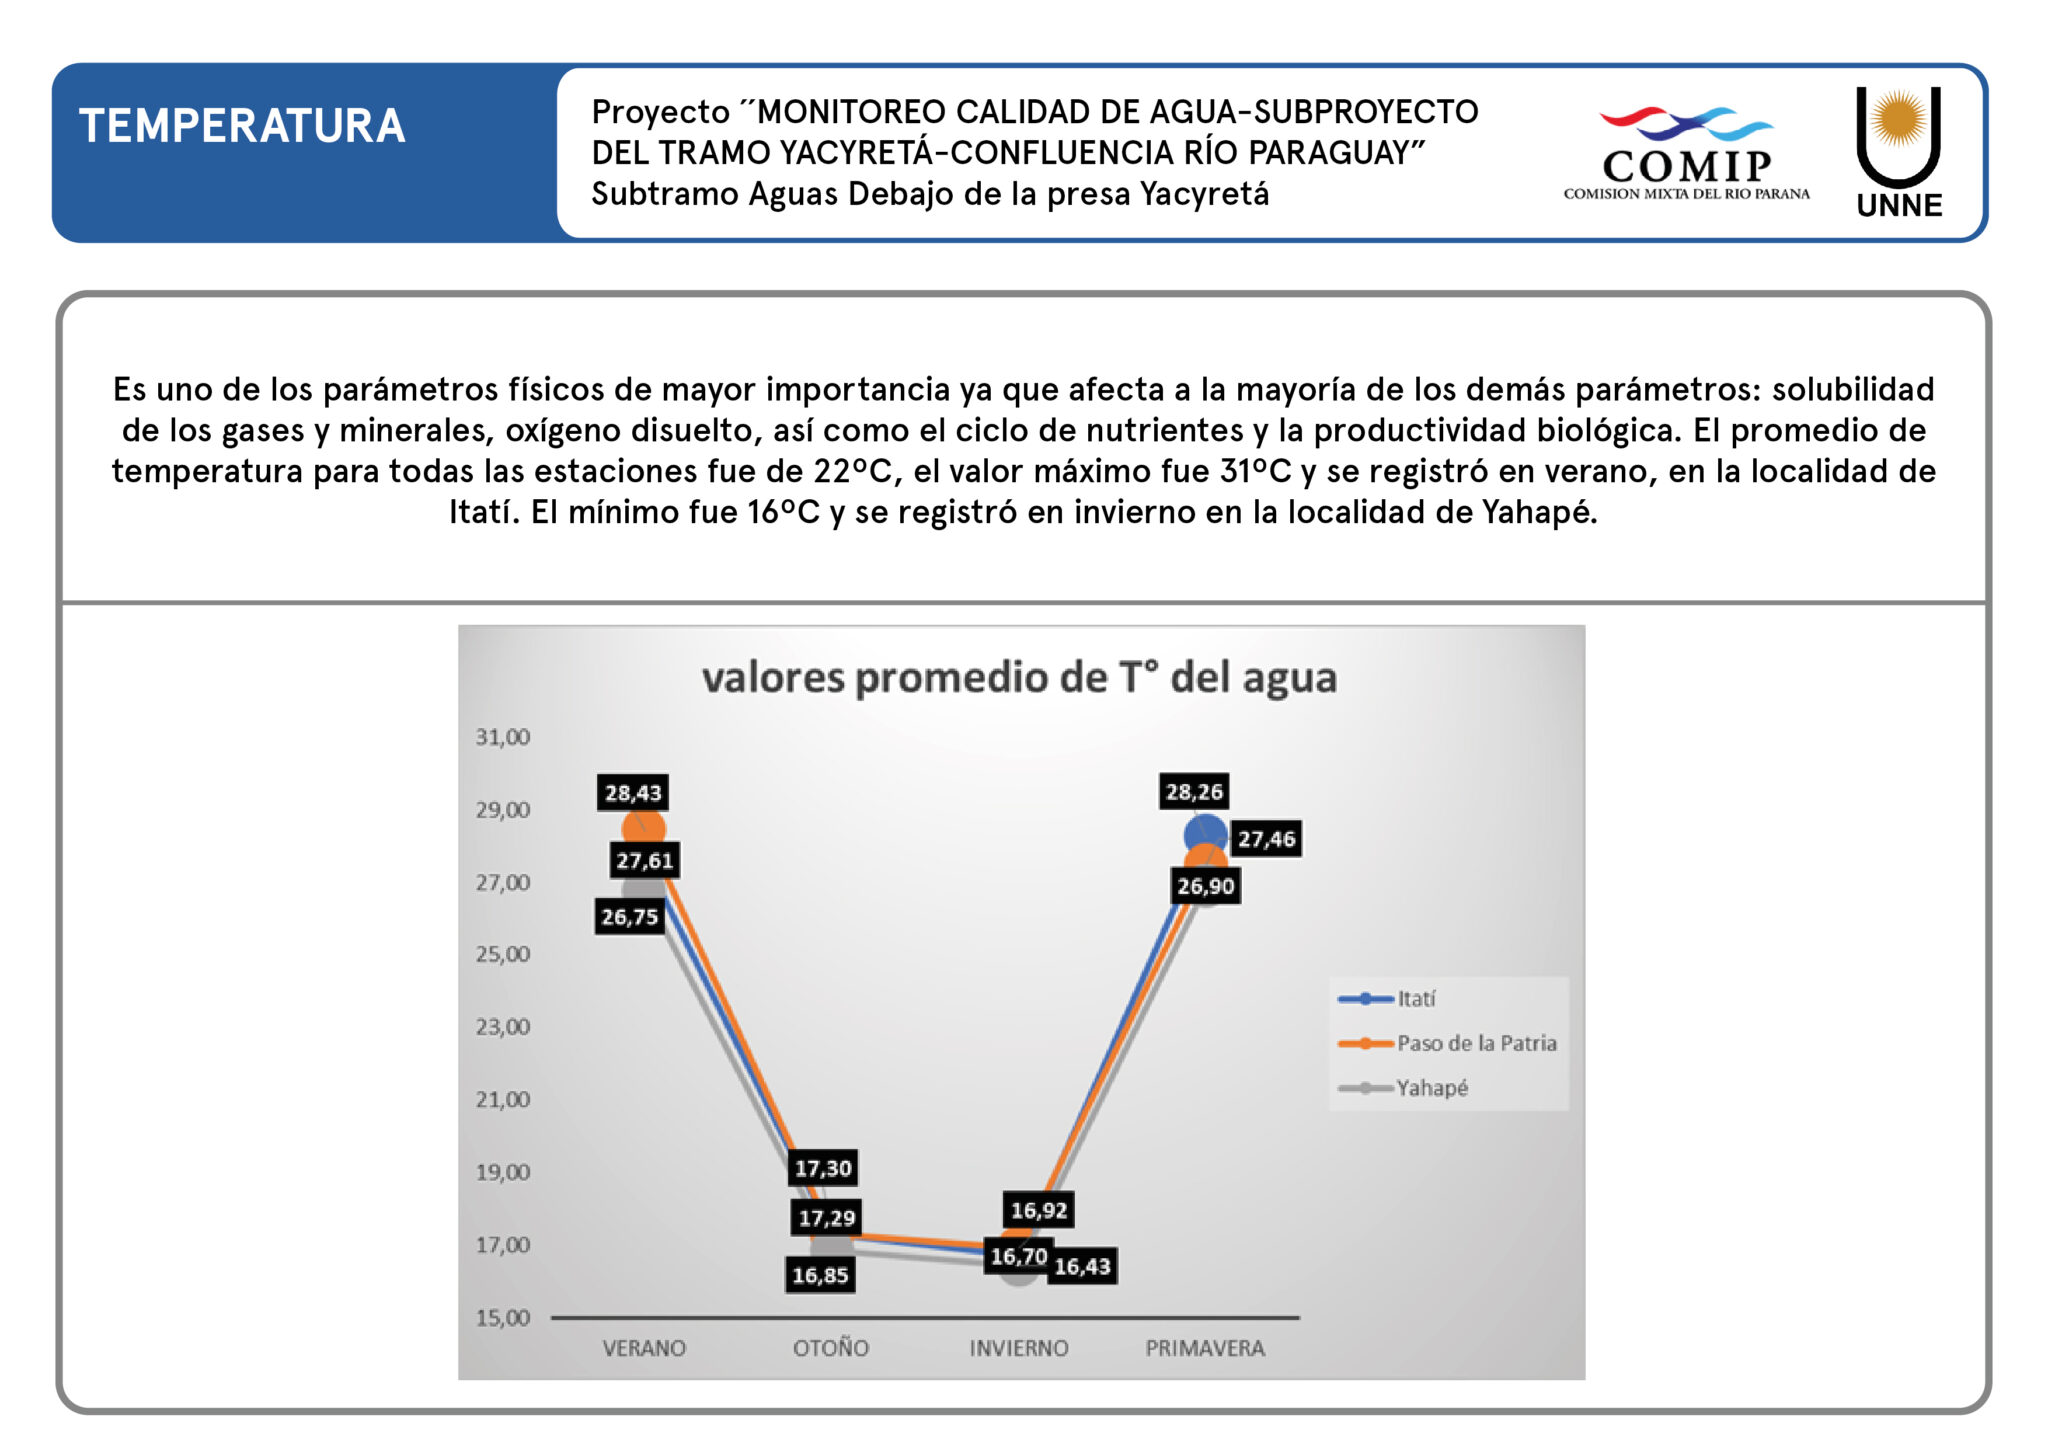 TEMPERATURA
Proyecto ´´MONITOREO CALIDAD DE AGUA-SUBPROYECTO
DEL TRAMO YACYRETÁ-CONFLUENCIA RÍO PARAGUAY”
Subtramo Aguas Debajo de la presa Yacyretá
COMIP
COMISION MIXTA DEL RIO PARANA
UNNE
Es uno de los parámetros físicos de mayor importancia ya que afecta a la mayoría de los demás parámetros: solubilidad
de los gases y minerales, oxígeno disuelto, así como el ciclo de nutrientes y la productividad biológica. El promedio de
temperatura para todas las estaciones fue de 22ºC, el valor máximo fue 31ºC y se registró en verano, en la localidad de
Itatí. El mínimo fue 16ºC y se registró en invierno en la localidad de Yahapé.
valores promedio de T° del agua
31,00
29,00
27,00
25,00
23,00
21,00
19,00
17,00
15,00
28,43
27,61
26,75
17,30
17,29
16,85
16,92
16,70
16,43
28,26
27,46
26,90
VERANO
OTOÑO
INVIERNO
PRIMAVERA
Itatí
Paso de la Patria
Yahapé